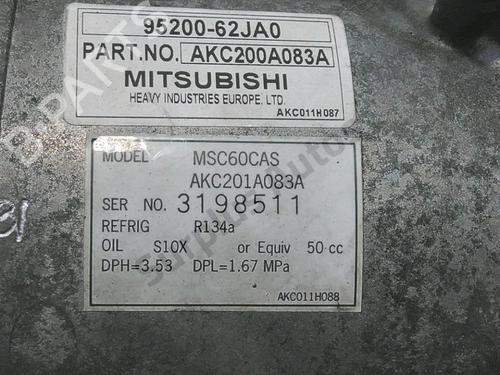 95200-62JA0
PART.NO. AKC200A083A
MITSUBISHI
HEAVY INDUSTRIES EUROPE, LTD.
AKC011H087
MODEL MSC60CAS
AKC201A083A
SER NO. 3198511
REFRIG R134a
OIL S10X or Equiv 50 cc
DPH=3.53 DPL=1.67 MPa
AKC011H088